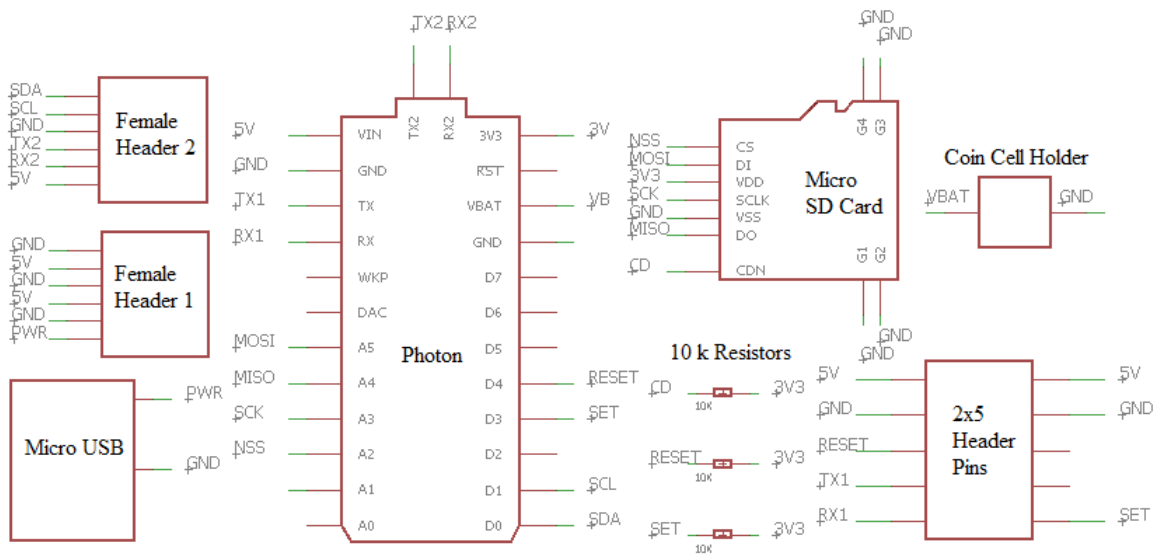 TX2 RX2
GND
GND
SDA
SCL
GND
TX2
RX2
5V
Female
Header 2
GND
5V
GND
5V
GND
PWR
Female
Header 1
Micro USB
PWR
GND
5V
GND
TX1
RX1
MOSI
MISO
SCK
NSS
TX2
RX2
VIN
GND
TX
RX
WKP
DAC
A5
A4
A3
A2
A1
A0
Photon
3V3
RST
VBAT
GND
D7
D6
D5
D4
D3
D2
D1
D0
3V
VB
RESET
SET
SCL
SDA
NSS
MOSI
3V3
SCK
GND
MISO
CD
CS
DI
VDD
SCLK
VSS
DO
CDN
G4
G3
Micro
SD Card
G1
G2
GND
GND
Coin Cell Holder
VBAT
GND
10 k Resistors
CD
10K
3V3
RESET
10K
3V3
SET
10K
3V3
5V
GND
RESET
TX1
RX1
2x5
Header
Pins
5V
GND
SET